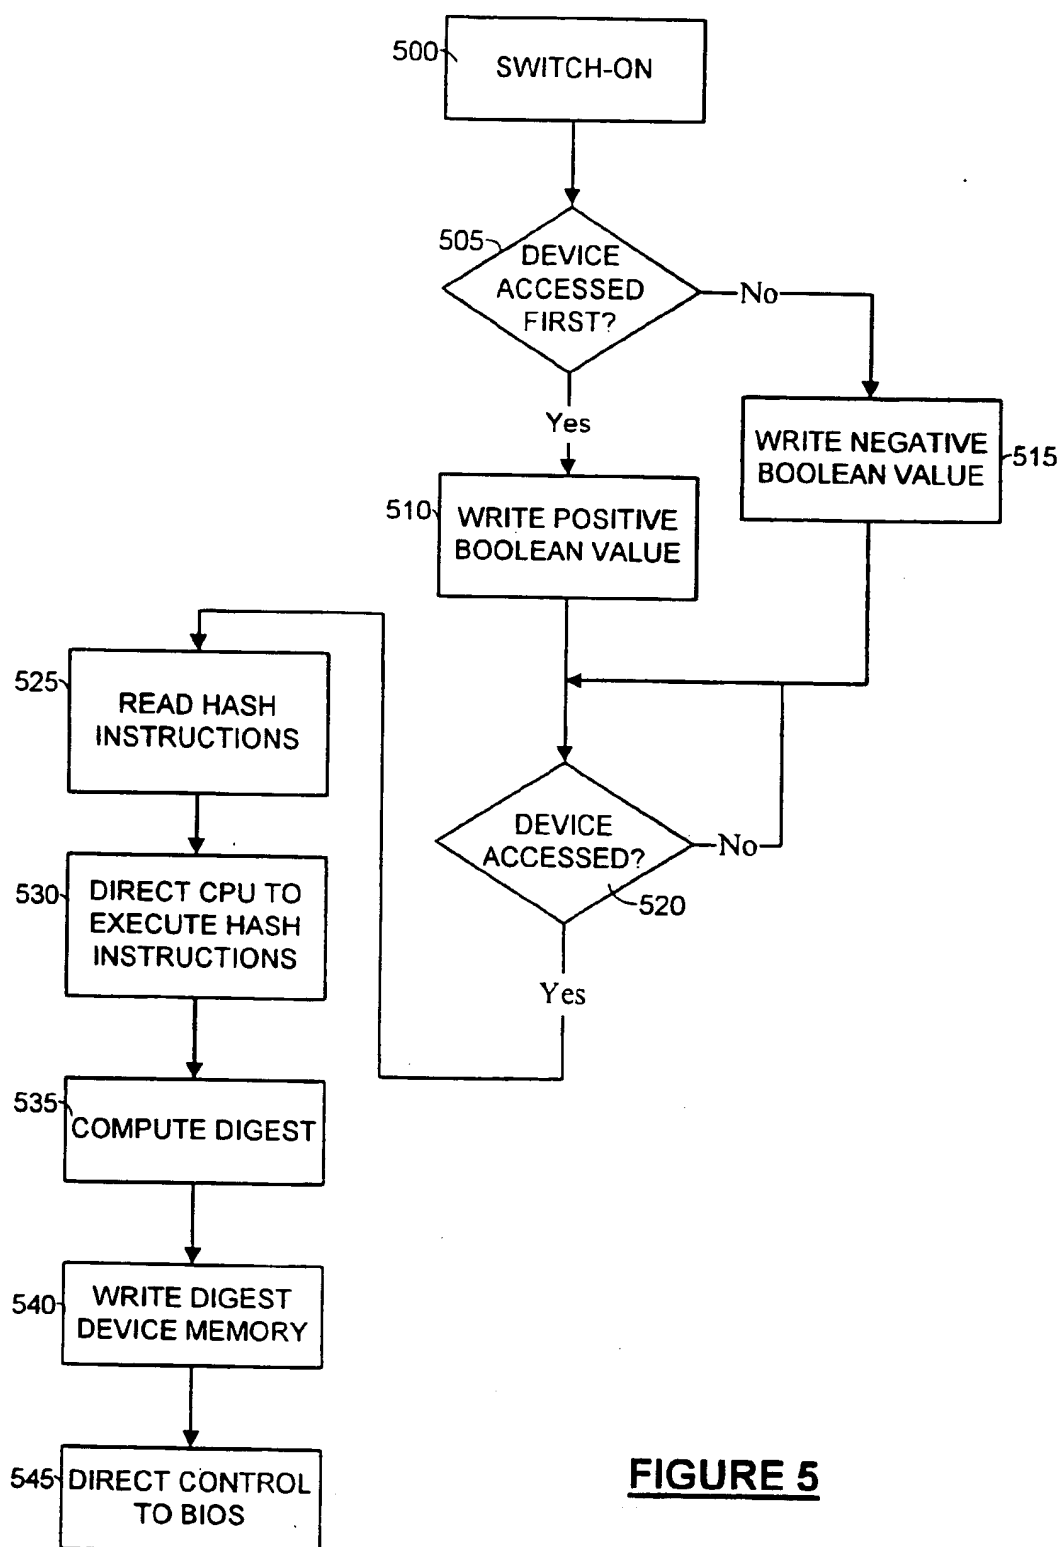 500
SWITCH-ON
505
DEVICE
ACCESSED
FIRST?
No
Yes
WRITE NEGATIVE
BOOLEAN VALUE
515
510
WRITE POSITIVE
BOOLEAN VALUE
525
READ HASH
INSTRUCTIONS
DEVICE
ACCESSED?
No
520
Yes
530
DIRECT CPU TO
EXECUTE HASH
INSTRUCTIONS
535
COMPUTE DIGEST
540
WRITE DIGEST
DEVICE MEMORY
545
DIRECT CONTROL
TO BIOS
FIGURE 5